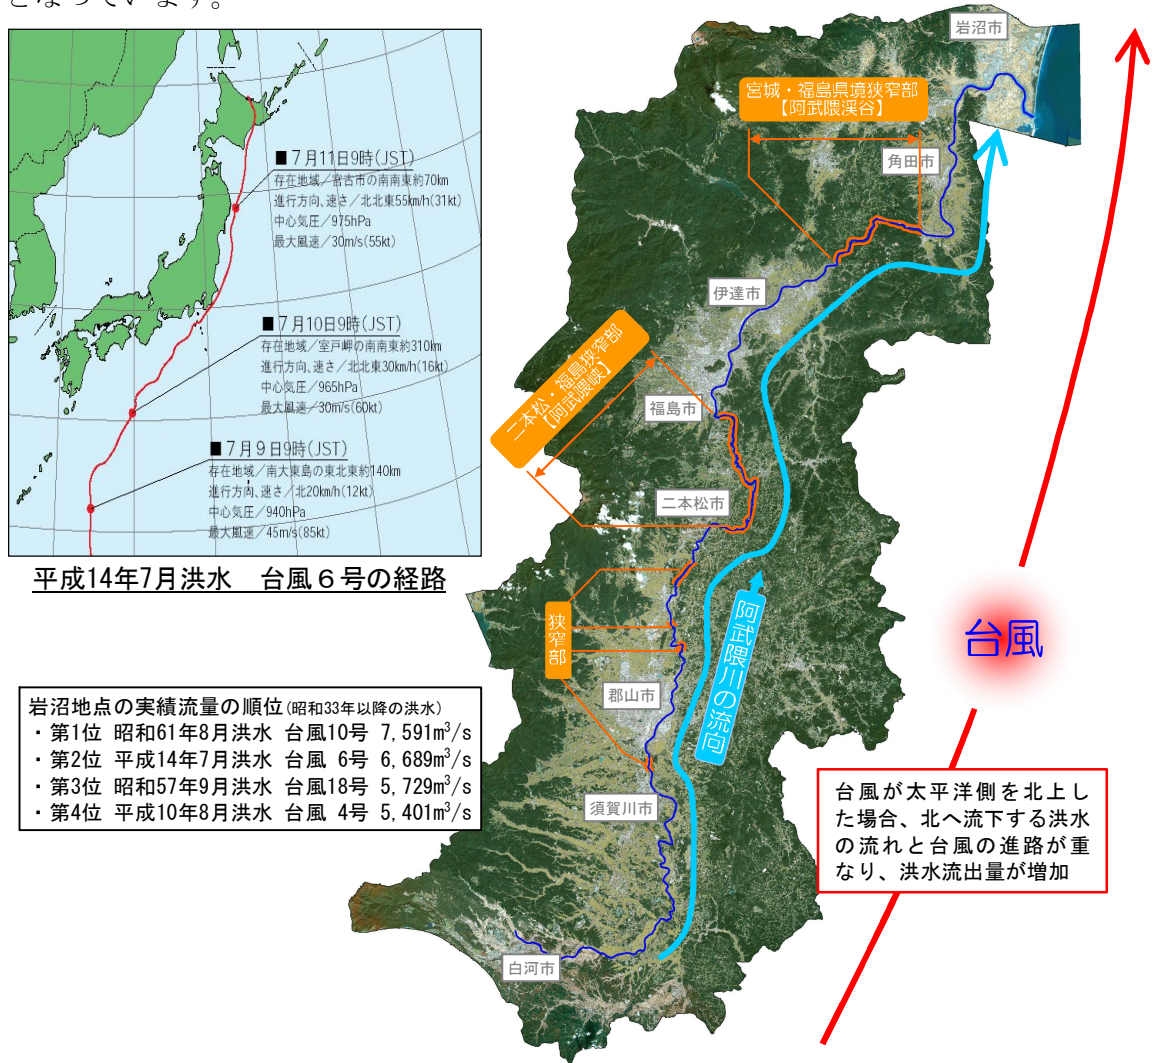 となっています。
■7月11日9時(JST)
存在地域／宮古市の南南東約70km
進行方向、速さ／北北東55km/h(31kt)
中心気圧／975hPa
最大風速／30m/s(55kt)
■7月10日9時(JST)
存在地域／室戸岬の南南東約310km
進行方向、速さ／北北東30km/h(16kt)
中心気圧／965hPa
最大風速／30m/s(60kt)
■7月9日9時(JST)
存在地域／南大東島の東北東約140km
進行方向、速さ／北20km/h(12kt)
中心気圧／940hPa
最大風速／45m/s(85kt)
平成14年7月洪水　台風６号の経路
岩沼地点の実績流量の順位(昭和33年以降の洪水)
・第1位 昭和61年8月洪水 台風10号 7,591m³/s
・第2位 平成14年7月洪水 台風 6号 6,689m³/s
・第3位 昭和57年9月洪水 台風18号 5,729m³/s
・第4位 平成10年8月洪水 台風 4号 5,401m³/s
岩沼市
宮城・福島県境狭窄部
【阿武隈渓谷】
角田市
伊達市
二本松・福島狭窄部
【阿武隈峡】
福島市
二本松市
狭窄部
阿武隈川の流向
郡山市
須賀川市
白河市
台風
台風が太平洋側を北上し
た場合、北へ流下する洪水
の流れと台風の進路が重
なり、洪水流出量が増加